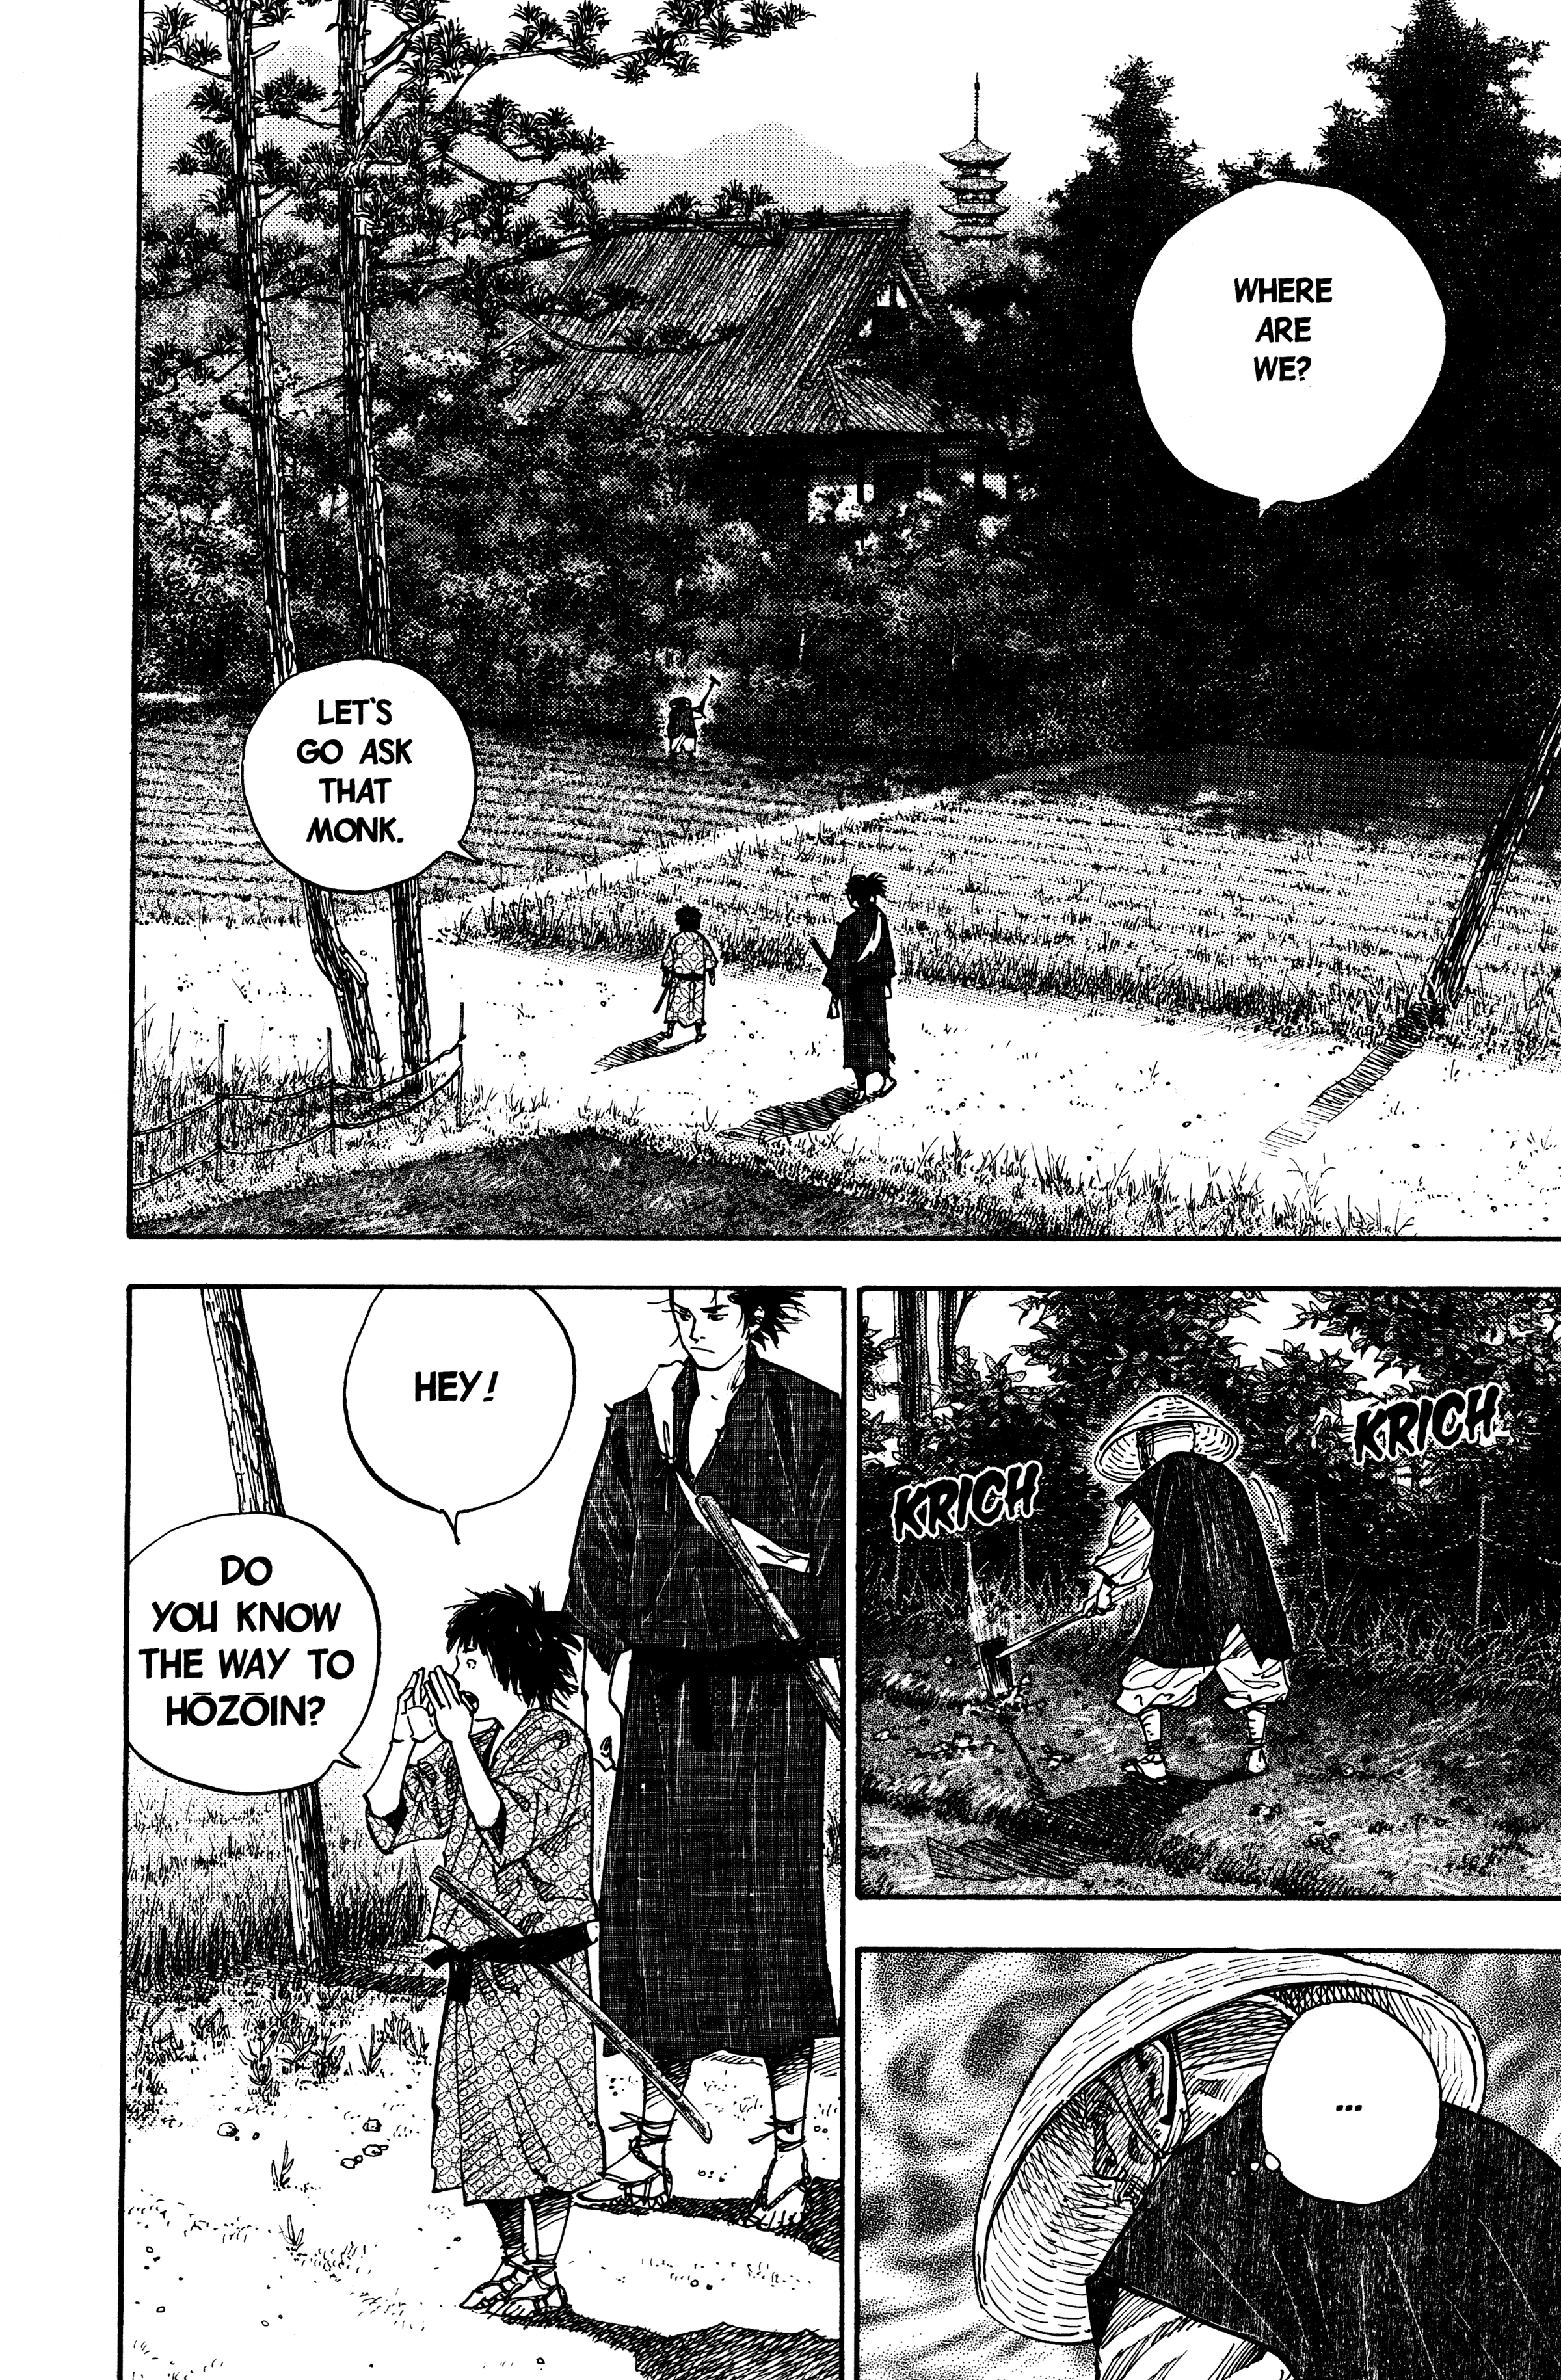 WHERE
ARE
WE?
LET'S
GO ASK
THAT
MONK.
KRICH
KRICH
...
HEY!
DO
YOU KNOW
THE WAY TO
HŌZŌIN?